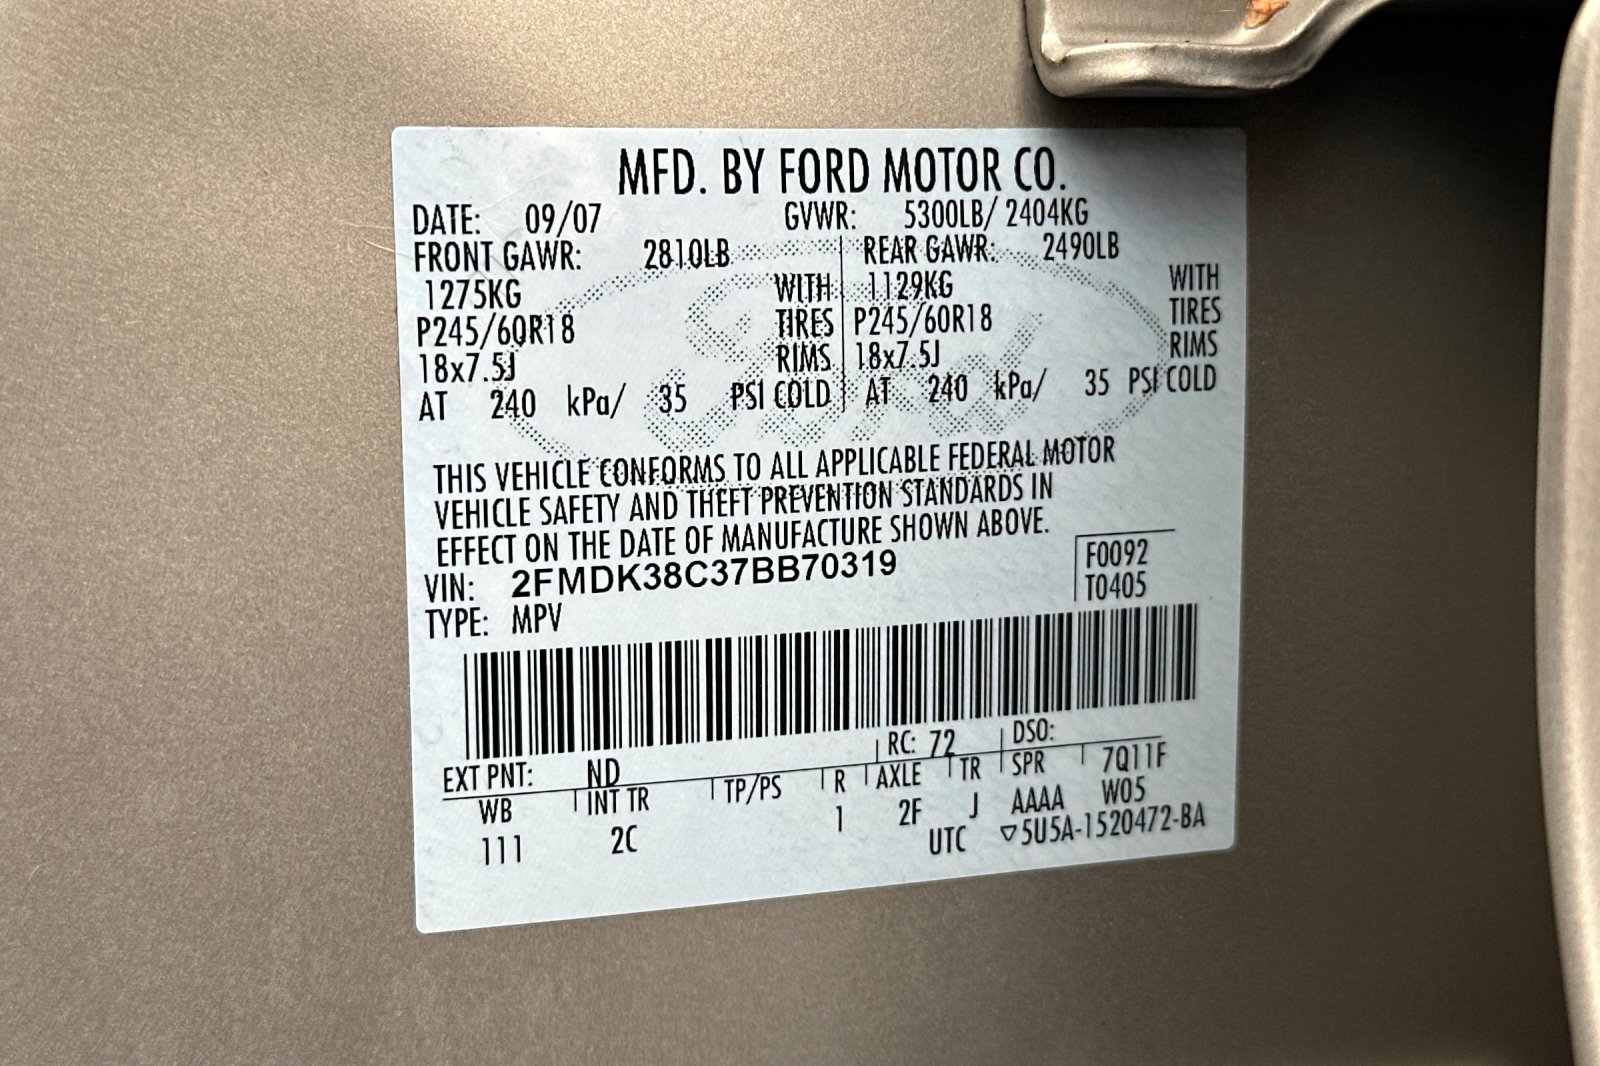 MFD. BY FORD MOTOR CO.
DATE: 09/07 GVWR: 5300LB/ 2404KG
FRONT GAWR: 2810LB REAR GAWR: 2490LB
1275KG WITH 1129KG WITH
P245/60R18 TIRES P245/60R18 TIRES
18x7.5J RIMS 18x7.5J RIMS
AT 240 kPa/ 35 PSI COLD AT 240 kPa/ 35 PSI COLD
THIS VEHICLE CONFORMS TO ALL APPLICABLE FEDERAL MOTOR
VEHICLE SAFETY AND THEFT PREVENTION STANDARDS IN
EFFECT ON THE DATE OF MANUFACTURE SHOWN ABOVE.
VIN: 2FMDK38C37BB70319 F0092
TYPE: MPV T0405
RC: 72 DSO:
EXT PNT: ND 7Q11F
WB INT TR TP/PS R AXLE TR SPR W05
111 2C 1 2F J AAAA
UTC ▽5U5A-1520472-BA